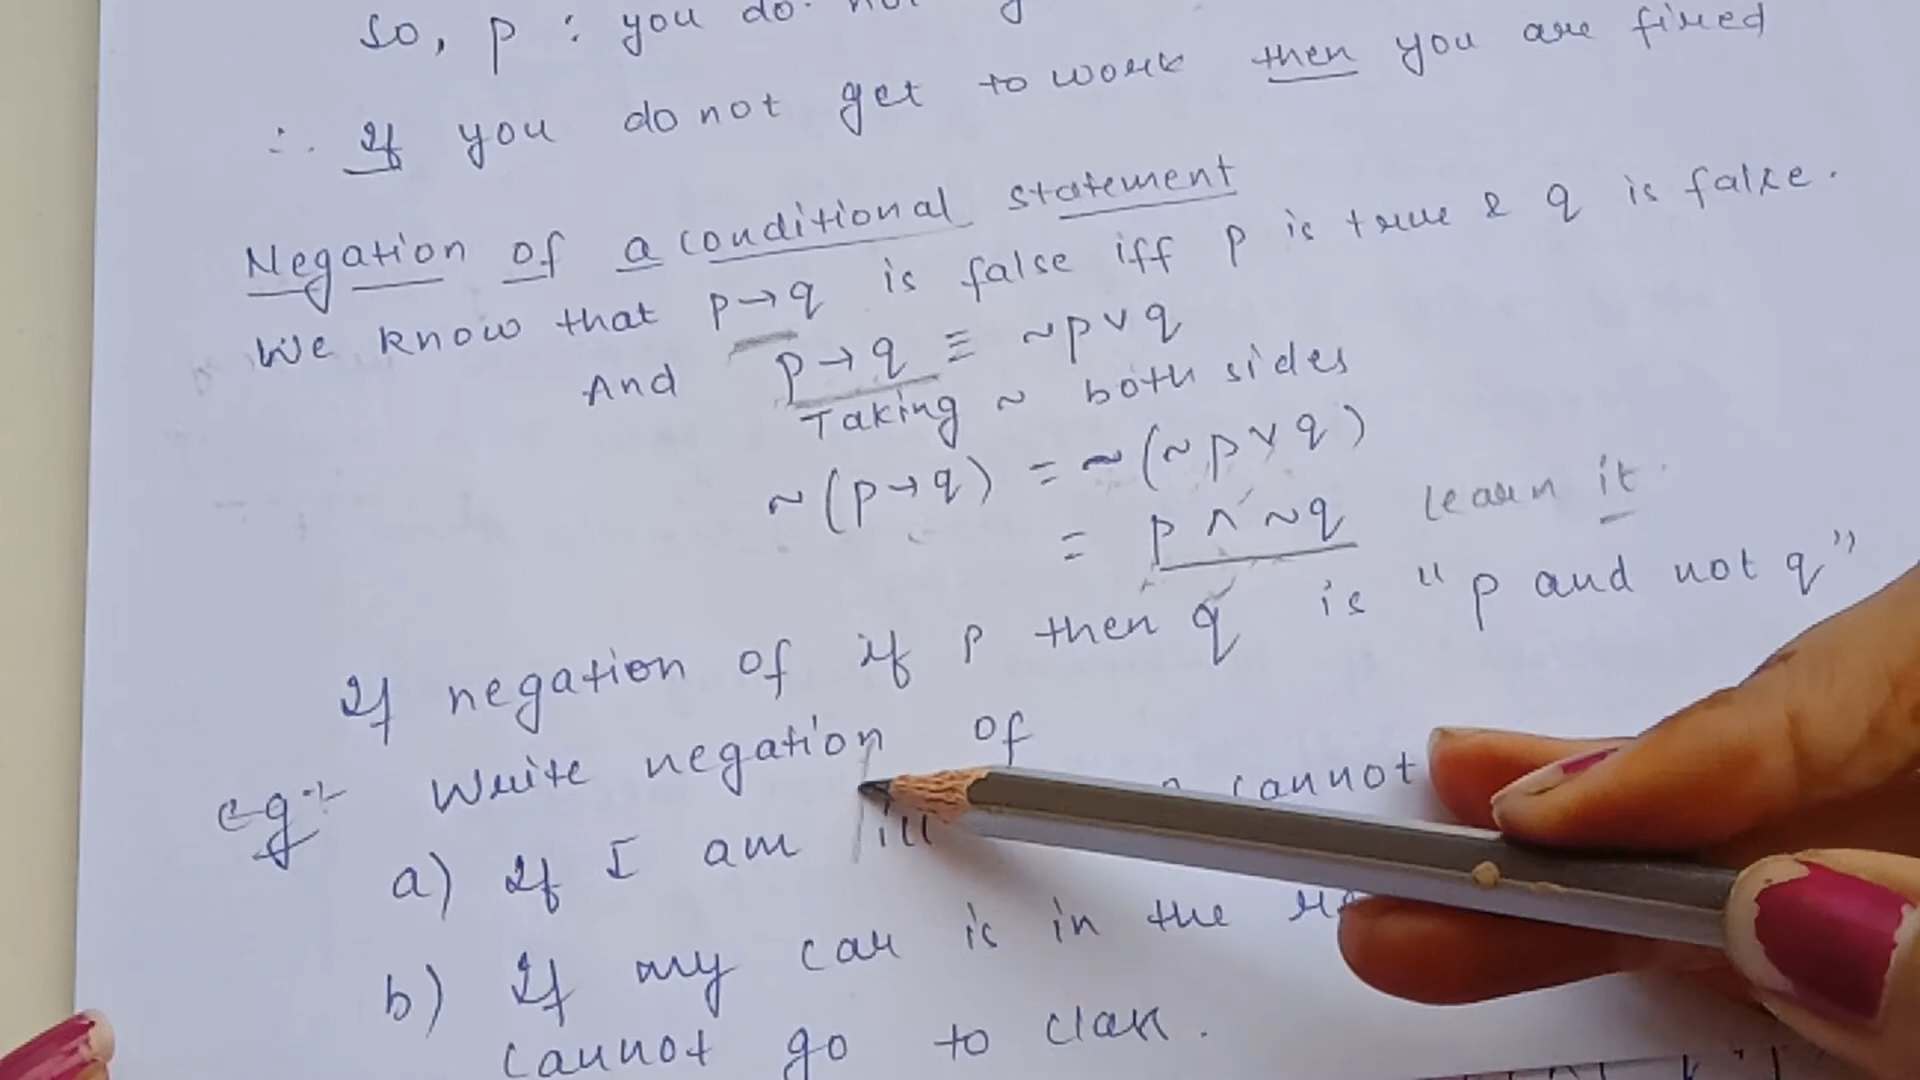 So, p : you do not
∴ If you do not get to work then you are fired
Negation of a conditional statement
We know that p→q is false iff p is true & q is false.
And p→q ≡ ~p∨q
Taking ~ both sides
~(p→q) = ~(~p∨q)
= p∧~q learn it
If negation of if p then q is "p and not q"
eg:- Write negation of
a) If I am ill cannot
b) If my car is in the
cannot go to class.